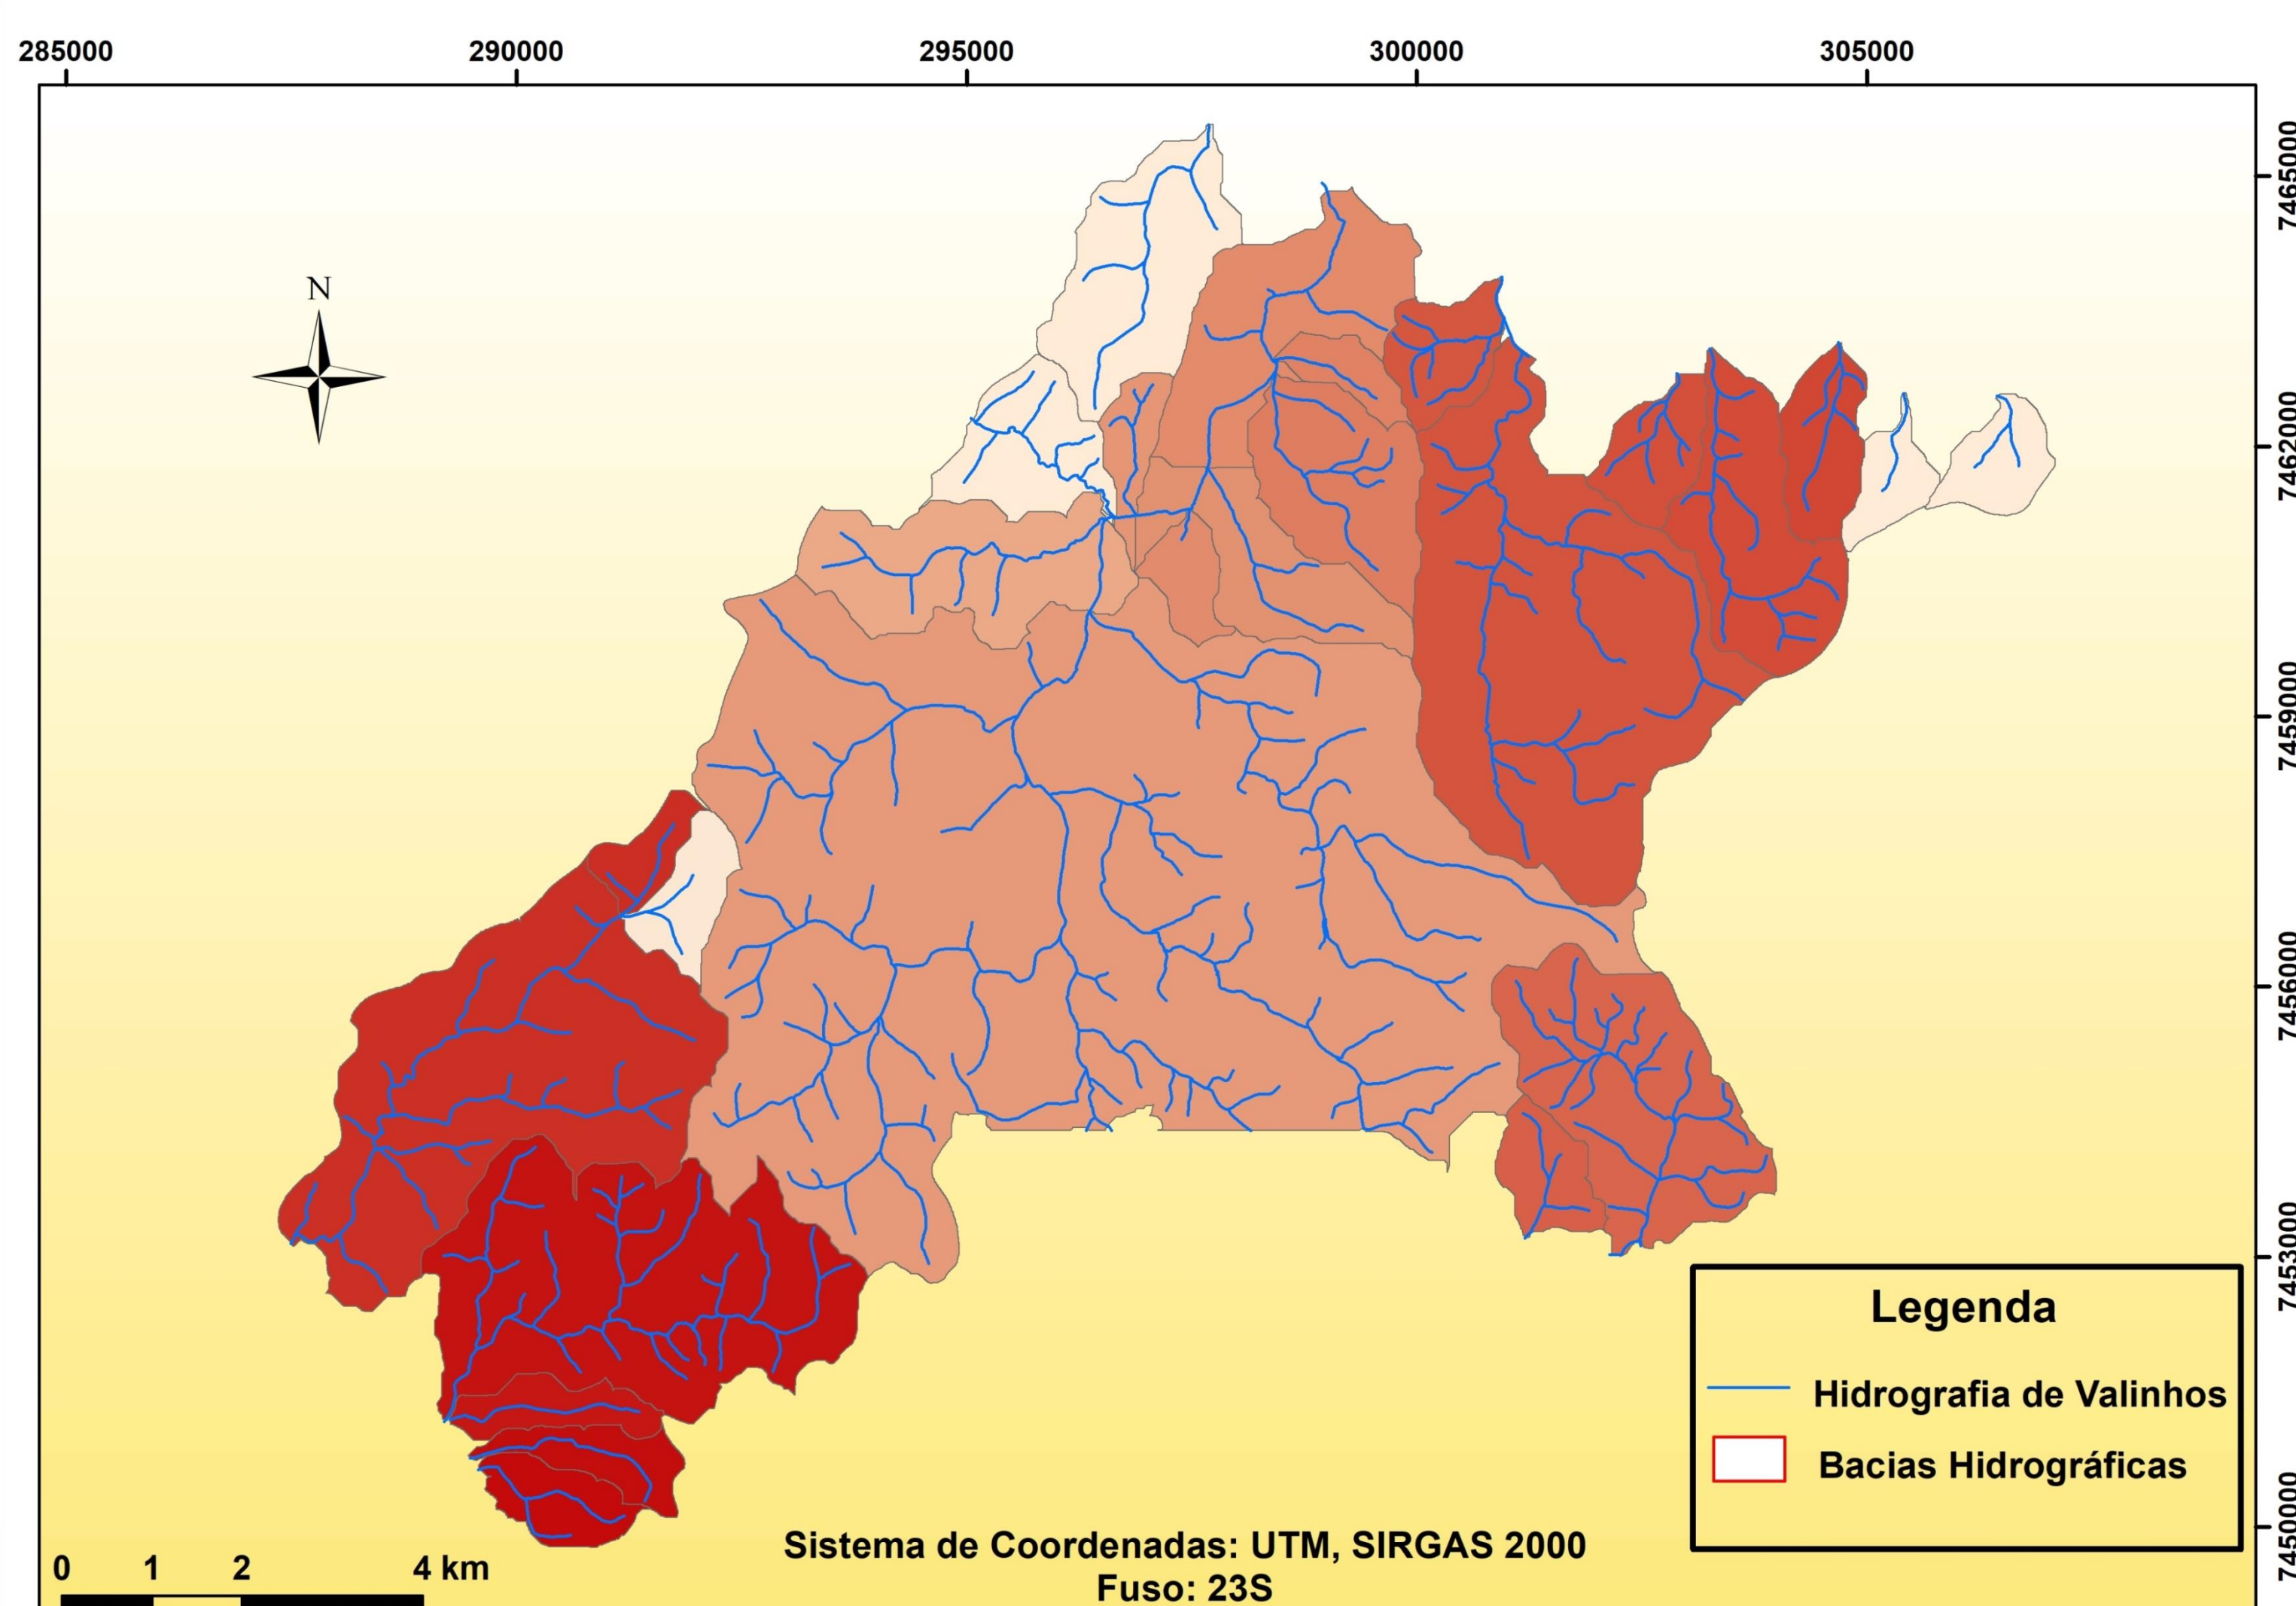 285000 290000 295000 300000 305000
7465000
N
7462000
7459000
7456000
7453000
Legenda
Hidrografia de Valinhos
Bacias Hidrográficas
7450000
Sistema de Coordenadas: UTM, SIRGAS 2000
Fuso: 23S
0 1 2 4 km